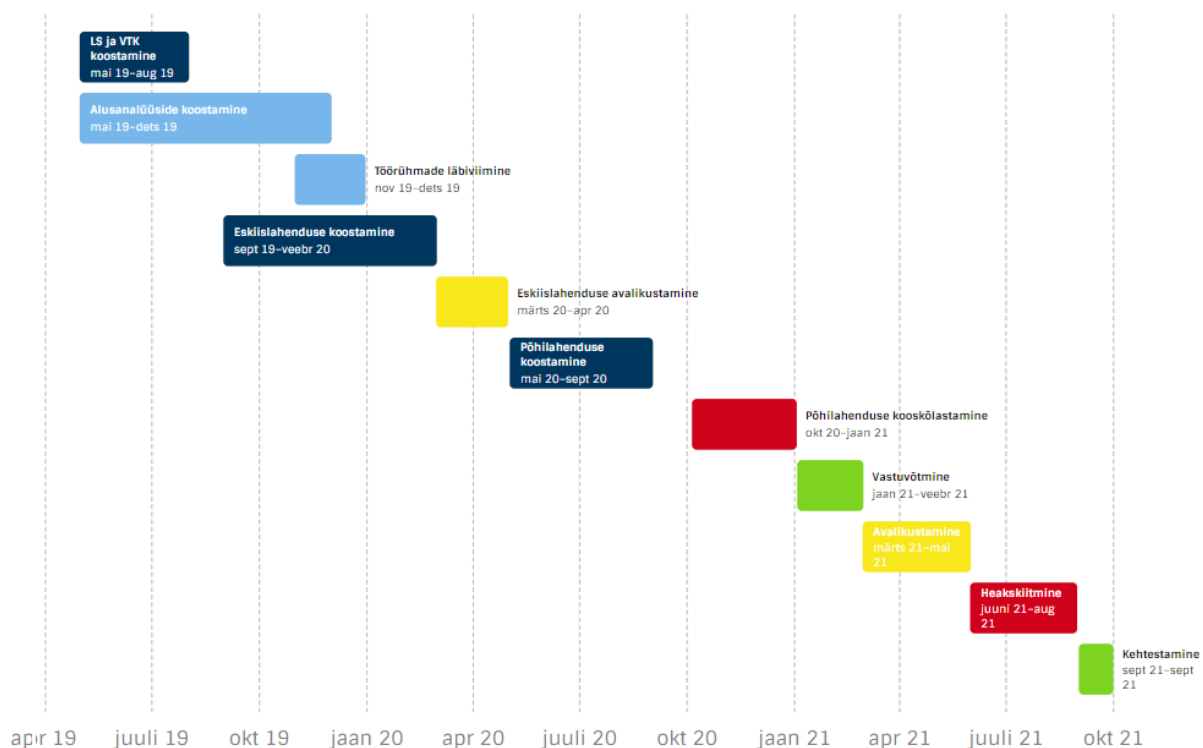 LS ja VTK
koostamine
mai 19–aug 19
Alusanalüüside koostamine
mai 19–dets 19
Töörühmade läbiviimine
nov 19–dets 19
Eskiislahenduse koostamine
sept 19–veebr 20
Eskiislahenduse avalikustamine
märts 20–apr 20
Põhilahenduse
koostamine
mai 20–sept 20
Põhilahenduse kooskõlastamine
okt 20–jaan 21
Vastuvõtmine
jaan 21–veebr 21
Avalikustamine
märts 21–mai
21
Heakskiitmine
juuni 21–aug
21
Kehtestamine
sept 21–sept
21
apr 19 juuli 19 okt 19 jaan 20 apr 20 juuli 20 okt 20 jaan 21 apr 21 juuli 21 okt 21